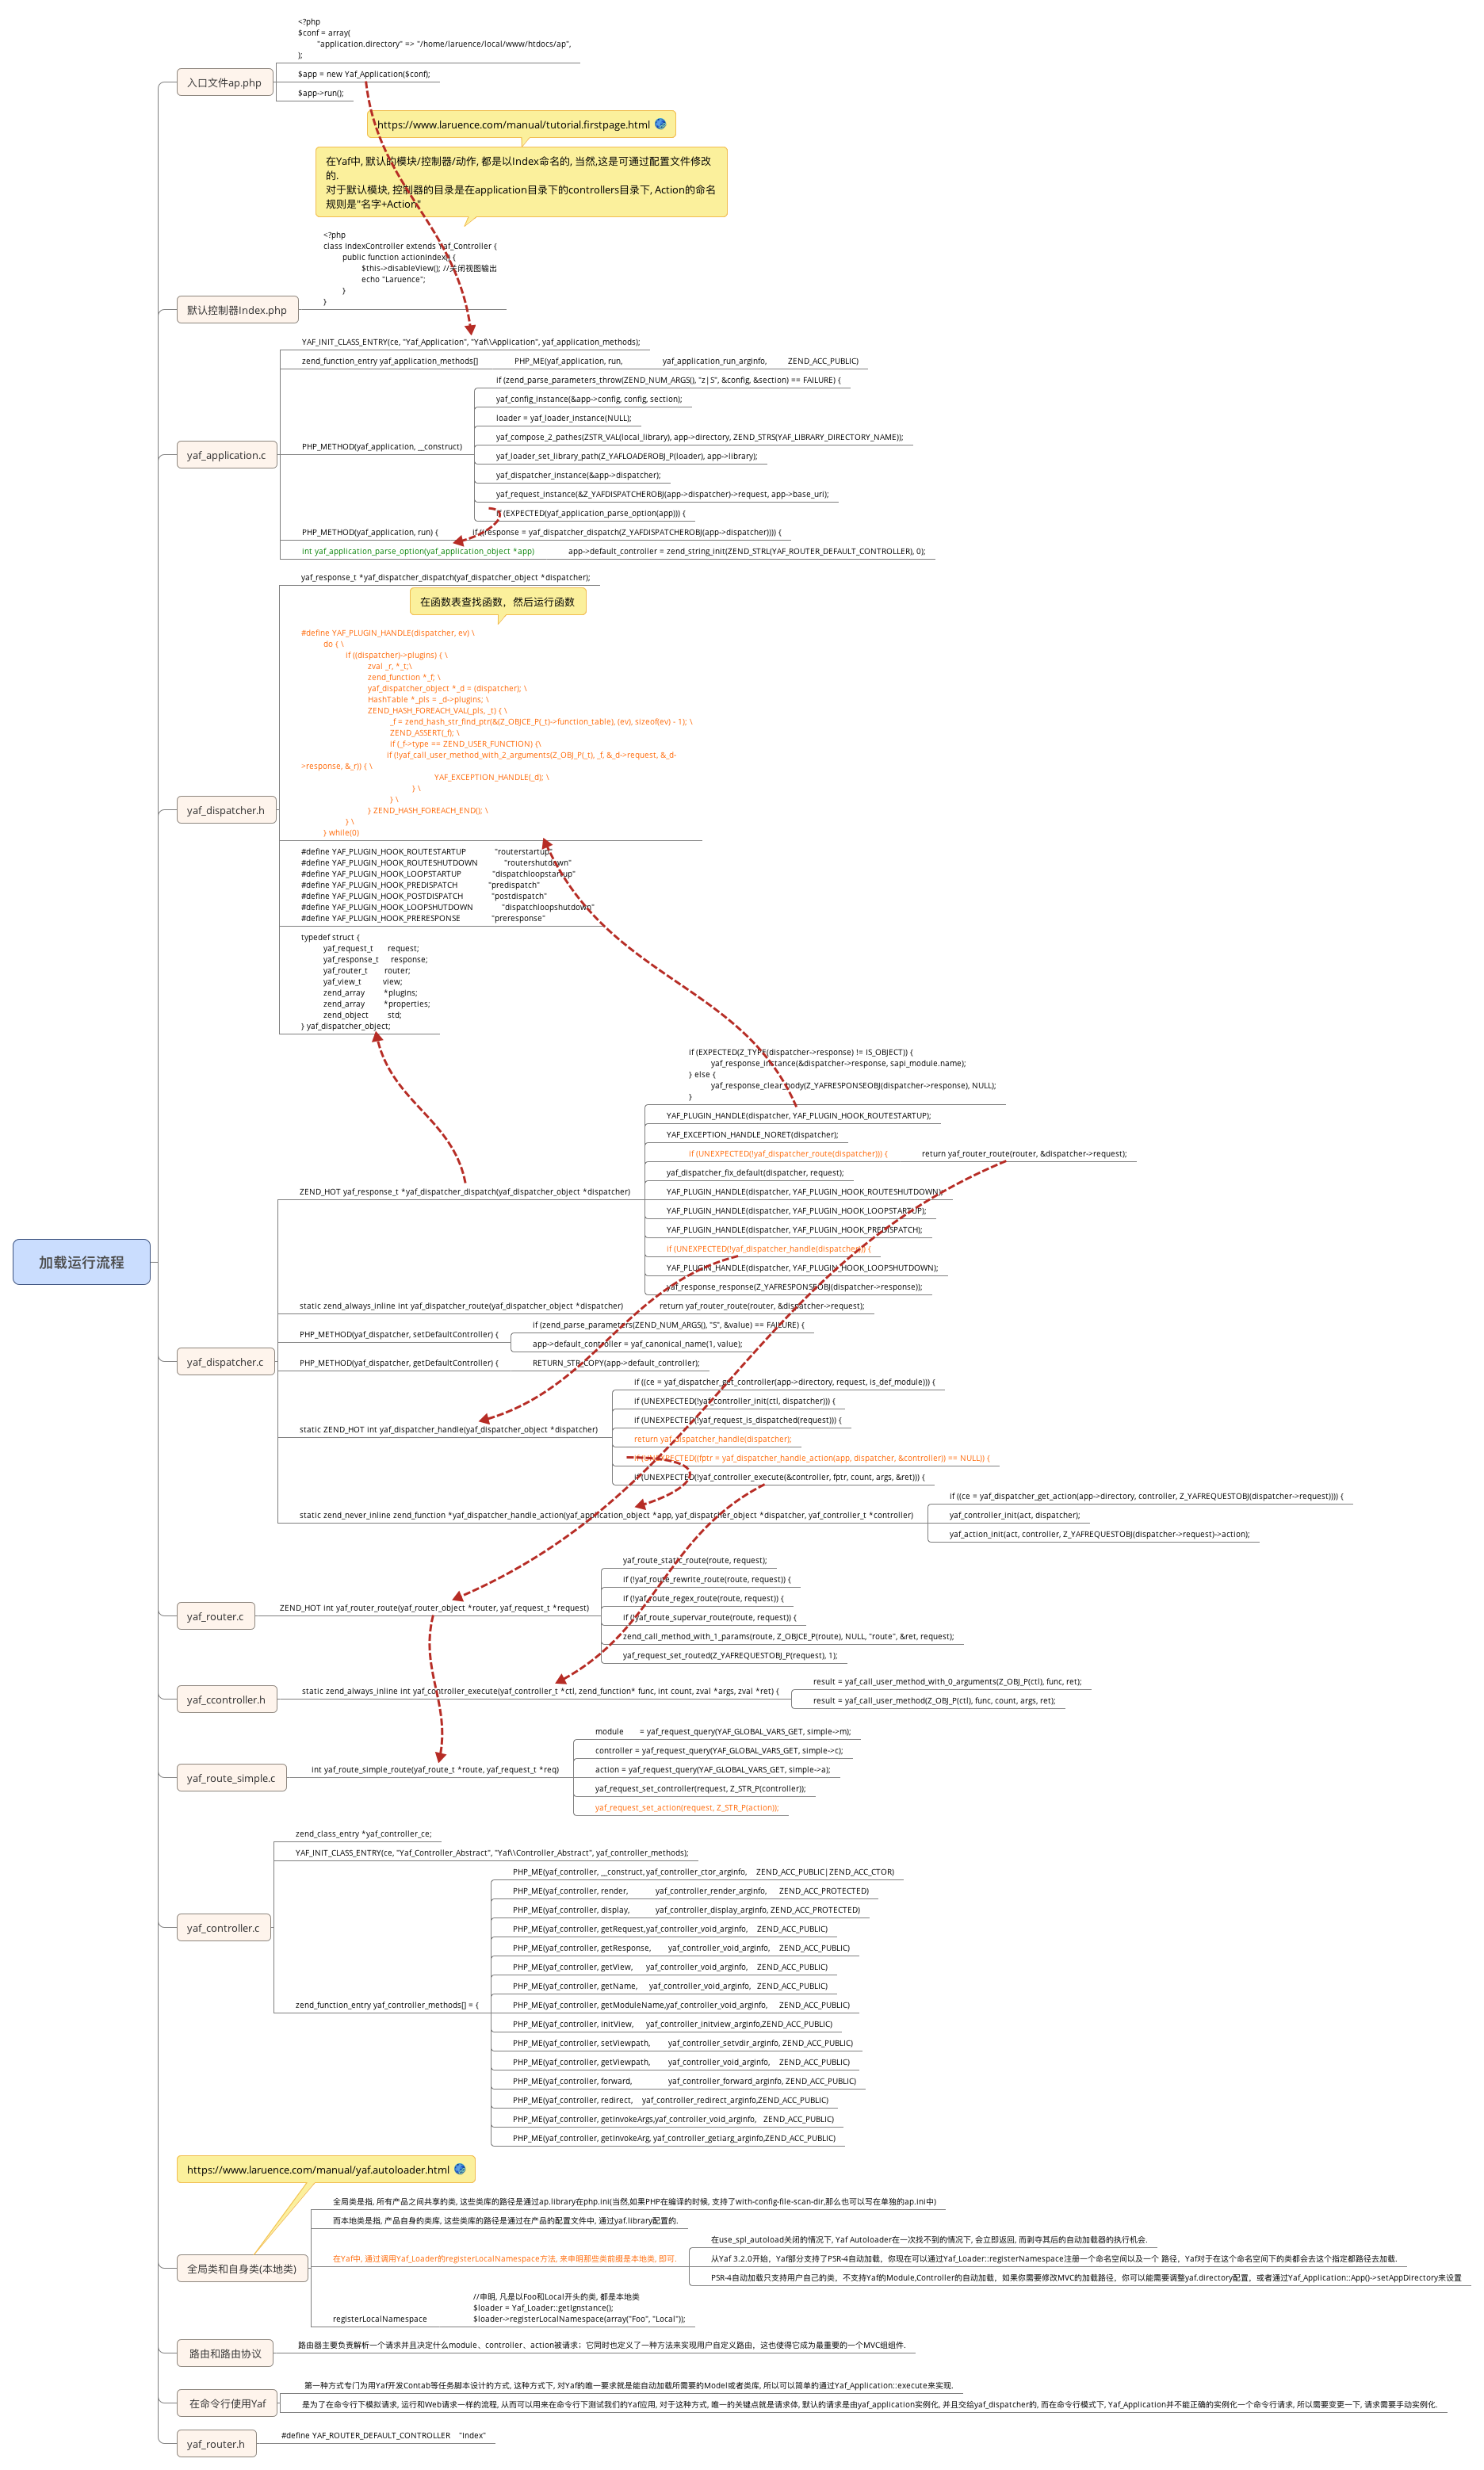 <?php
$conf = array(
"application.directory" => "/home/laruence/local/www/htdocs/ap",
);
入口文件ap.php
$app = new Yaf_Application($conf);
$app->run();
https://www.laruence.com/manual/tutorial.firstpage.html
在Yaf中, 默认的模块/控制器/动作, 都是以Index命名的, 当然,这是可通过配置文件修改
的.
对于默认模块, 控制器的目录是在application目录下的controllers目录下, Action的命名
规则是"名字+Action"
<?php
class IndexController extends Yaf_Controller {
public function actionIndex() {
$this->disableView(); //关闭视图输出
echo "Laruence";
}
}
默认控制器Index.php
YAF_INIT_CLASS_ENTRY(ce, "Yaf_Application", "Yaf\\Application", yaf_application_methods);
zend_function_entry yaf_application_methods[] PHP_ME(yaf_application, run, yaf_application_run_arginfo, ZEND_ACC_PUBLIC)
if (zend_parse_parameters_throw(ZEND_NUM_ARGS(), "z|S", &config, &section) == FAILURE) {
yaf_config_instance(&app->config, config, section);
loader = yaf_loader_instance(NULL);
yaf_compose_2_pathes(ZSTR_VAL(local_library), app->directory, ZEND_STRS(YAF_LIBRARY_DIRECTORY_NAME));
PHP_METHOD(yaf_application, __construct)
yaf_application.c
yaf_loader_set_library_path(Z_YAFLOADEROBJ_P(loader), app->library);
yaf_dispatcher_instance(&app->dispatcher);
yaf_request_instance(&Z_YAFDISPATCHEROBJ(app->dispatcher)->request, app->base_uri);
if (EXPECTED(yaf_application_parse_option(app))) {
PHP_METHOD(yaf_application, run) { if ((response = yaf_dispatcher_dispatch(Z_YAFDISPATCHEROBJ(app->dispatcher)))) {
int yaf_application_parse_option(yaf_application_object *app) app->default_controller = zend_string_init(ZEND_STRL(YAF_ROUTER_DEFAULT_CONTROLLER), 0);
yaf_response_t *yaf_dispatcher_dispatch(yaf_dispatcher_object *dispatcher);
在函数表查找函数，然后运行函数
#define YAF_PLUGIN_HANDLE(dispatcher, ev) \
do { \
if ((dispatcher)->plugins) { \
zval _r, *_t;\
zend_function *_f; \
yaf_dispatcher_object *_d = (dispatcher); \
HashTable *_pls = _d->plugins; \
ZEND_HASH_FOREACH_VAL(_pls, _t) { \
_f = zend_hash_str_find_ptr(&(Z_OBJCE_P(_t)->function_table), (ev), sizeof(ev) - 1); \
ZEND_ASSERT(_f); \
if (_f->type == ZEND_USER_FUNCTION) {\
if (!yaf_call_user_method_with_2_arguments(Z_OBJ_P(_t), _f, &_d->request, &_d-
>response, &_r)) { \
YAF_EXCEPTION_HANDLE(_d); \
} \
} \
} ZEND_HASH_FOREACH_END(); \
} \
} while(0)
yaf_dispatcher.h
#define YAF_PLUGIN_HOOK_ROUTESTARTUP "routerstartup"
#define YAF_PLUGIN_HOOK_ROUTESHUTDOWN "routershutdown"
#define YAF_PLUGIN_HOOK_LOOPSTARTUP "dispatchloopstartup"
#define YAF_PLUGIN_HOOK_PREDISPATCH "predispatch"
#define YAF_PLUGIN_HOOK_POSTDISPATCH "postdispatch"
#define YAF_PLUGIN_HOOK_LOOPSHUTDOWN "dispatchloopshutdown"
#define YAF_PLUGIN_HOOK_PRERESPONSE "preresponse"
typedef struct {
yaf_request_t request;
yaf_response_t response;
yaf_router_t router;
yaf_view_t view;
zend_array *plugins;
zend_array *properties;
zend_object std;
} yaf_dispatcher_object;
if (EXPECTED(Z_TYPE(dispatcher->response) != IS_OBJECT)) {
yaf_response_instance(&dispatcher->response, sapi_module.name);
} else {
yaf_response_clear_body(Z_YAFRESPONSEOBJ(dispatcher->response), NULL);
}
YAF_PLUGIN_HANDLE(dispatcher, YAF_PLUGIN_HOOK_ROUTESTARTUP);
YAF_EXCEPTION_HANDLE_NORET(dispatcher);
if (UNEXPECTED(!yaf_dispatcher_route(dispatcher))) { return yaf_router_route(router, &dispatcher->request);
yaf_dispatcher_fix_default(dispatcher, request);
ZEND_HOT yaf_response_t *yaf_dispatcher_dispatch(yaf_dispatcher_object *dispatcher)
YAF_PLUGIN_HANDLE(dispatcher, YAF_PLUGIN_HOOK_ROUTESHUTDOWN);
YAF_PLUGIN_HANDLE(dispatcher, YAF_PLUGIN_HOOK_LOOPSTARTUP);
YAF_PLUGIN_HANDLE(dispatcher, YAF_PLUGIN_HOOK_PREDISPATCH);
if (UNEXPECTED(!yaf_dispatcher_handle(dispatcher))) {
YAF_PLUGIN_HANDLE(dispatcher, YAF_PLUGIN_HOOK_LOOPSHUTDOWN);
yaf_response_response(Z_YAFRESPONSEOBJ(dispatcher->response));
加载运行流程
static zend_always_inline int yaf_dispatcher_route(yaf_dispatcher_object *dispatcher) return yaf_router_route(router, &dispatcher->request);
PHP_METHOD(yaf_dispatcher, setDefaultController) {
if (zend_parse_parameters(ZEND_NUM_ARGS(), "S", &value) == FAILURE) {
app->default_controller = yaf_canonical_name(1, value);
yaf_dispatcher.c
PHP_METHOD(yaf_dispatcher, getDefaultController) { RETURN_STR_COPY(app->default_controller);
if ((ce = yaf_dispatcher_get_controller(app->directory, request, is_def_module))) {
if (UNEXPECTED(!yaf_controller_init(ctl, dispatcher))) {
if (UNEXPECTED(!yaf_request_is_dispatched(request))) {
static ZEND_HOT int yaf_dispatcher_handle(yaf_dispatcher_object *dispatcher)
return yaf_dispatcher_handle(dispatcher);
if (UNEXPECTED((fptr = yaf_dispatcher_handle_action(app, dispatcher, &controller)) == NULL)) {
if (UNEXPECTED(!yaf_controller_execute(&controller, fptr, count, args, &ret))) {
if ((ce = yaf_dispatcher_get_action(app->directory, controller, Z_YAFREQUESTOBJ(dispatcher->request)))) {
static zend_never_inline zend_function *yaf_dispatcher_handle_action(yaf_application_object *app, yaf_dispatcher_object *dispatcher, yaf_controller_t *controller)
yaf_controller_init(act, dispatcher);
yaf_action_init(act, controller, Z_YAFREQUESTOBJ(dispatcher->request)->action);
yaf_route_static_route(route, request);
if (!yaf_route_rewrite_route(route, request)) {
if (!yaf_route_regex_route(route, request)) {
yaf_router.c
ZEND_HOT int yaf_router_route(yaf_router_object *router, yaf_request_t *request)
if (!yaf_route_supervar_route(route, request)) {
zend_call_method_with_1_params(route, Z_OBJCE_P(route), NULL, "route", &ret, request);
yaf_request_set_routed(Z_YAFREQUESTOBJ_P(request), 1);
yaf_ccontroller.h
static zend_always_inline int yaf_controller_execute(yaf_controller_t *ctl, zend_function* func, int count, zval *args, zval *ret) {
result = yaf_call_user_method_with_0_arguments(Z_OBJ_P(ctl), func, ret);
result = yaf_call_user_method(Z_OBJ_P(ctl), func, count, args, ret);
module = yaf_request_query(YAF_GLOBAL_VARS_GET, simple->m);
controller = yaf_request_query(YAF_GLOBAL_VARS_GET, simple->c);
yaf_route_simple.c
int yaf_route_simple_route(yaf_route_t *route, yaf_request_t *req)
action = yaf_request_query(YAF_GLOBAL_VARS_GET, simple->a);
yaf_request_set_controller(request, Z_STR_P(controller));
yaf_request_set_action(request, Z_STR_P(action));
zend_class_entry *yaf_controller_ce;
YAF_INIT_CLASS_ENTRY(ce, "Yaf_Controller_Abstract", "Yaf\\Controller_Abstract", yaf_controller_methods);
yaf_controller.c
PHP_ME(yaf_controller, __construct, yaf_controller_ctor_arginfo, ZEND_ACC_PUBLIC|ZEND_ACC_CTOR)
PHP_ME(yaf_controller, render, yaf_controller_render_arginfo, ZEND_ACC_PROTECTED)
PHP_ME(yaf_controller, display, yaf_controller_display_arginfo, ZEND_ACC_PROTECTED)
PHP_ME(yaf_controller, getRequest,yaf_controller_void_arginfo, ZEND_ACC_PUBLIC)
PHP_ME(yaf_controller, getResponse, yaf_controller_void_arginfo, ZEND_ACC_PUBLIC)
PHP_ME(yaf_controller, getView, yaf_controller_void_arginfo, ZEND_ACC_PUBLIC)
PHP_ME(yaf_controller, getName, yaf_controller_void_arginfo, ZEND_ACC_PUBLIC)
zend_function_entry yaf_controller_methods[] = {
PHP_ME(yaf_controller, getModuleName,yaf_controller_void_arginfo, ZEND_ACC_PUBLIC)
PHP_ME(yaf_controller, initView, yaf_controller_initview_arginfo,ZEND_ACC_PUBLIC)
PHP_ME(yaf_controller, setViewpath, yaf_controller_setvdir_arginfo, ZEND_ACC_PUBLIC)
PHP_ME(yaf_controller, getViewpath, yaf_controller_void_arginfo, ZEND_ACC_PUBLIC)
PHP_ME(yaf_controller, forward, yaf_controller_forward_arginfo, ZEND_ACC_PUBLIC)
PHP_ME(yaf_controller, redirect, yaf_controller_redirect_arginfo,ZEND_ACC_PUBLIC)
PHP_ME(yaf_controller, getInvokeArgs,yaf_controller_void_arginfo, ZEND_ACC_PUBLIC)
PHP_ME(yaf_controller, getInvokeArg, yaf_controller_getiarg_arginfo,ZEND_ACC_PUBLIC)
https://www.laruence.com/manual/yaf.autoloader.html
全局类是指, 所有产品之间共享的类, 这些类库的路径是通过ap.library在php.ini(当然,如果PHP在编译的时候, 支持了with-config-file-scan-dir,那么也可以写在单独的ap.ini中)
而本地类是指, 产品自身的类库, 这些类库的路径是通过在产品的配置文件中, 通过yaf.library配置的.
全局类和自身类(本地类)
在Yaf中, 通过调用Yaf_Loader的registerLocalNamespace方法, 来申明那些类前缀是本地类, 即可.
在use_spl_autoload关闭的情况下, Yaf Autoloader在一次找不到的情况下, 会立即返回, 而剥夺其后的自动加载器的执行机会.
从Yaf 3.2.0开始，Yaf部分支持了PSR-4自动加载，你现在可以通过Yaf_Loader::registerNamespace注册一个命名空间以及一个 路径，Yaf对于在这个命名空间下的类都会去这个指定都路径去加载.
PSR-4自动加载只支持用户自己的类，不支持Yaf的Module,Controller的自动加载，如果你需要修改MVC的加载路径，你可以能需要调整yaf.directory配置，或者通过Yaf_Application::App()->setAppDirectory来设置
registerLocalNamespace
//申明, 凡是以Foo和Local开头的类, 都是本地类
$loader = Yaf_Loader::getIgnstance();
$loader->registerLocalNamespace(array("Foo", "Local"));
路由和路由协议
路由器主要负责解析一个请求并且决定什么module、controller、action被请求；它同时也定义了一种方法来实现用户自定义路由，这也使得它成为最重要的一个MVC组组件.
在命令行使用Yaf
第一种方式专门为用Yaf开发Contab等任务脚本设计的方式, 这种方式下, 对Yaf的唯一要求就是能自动加载所需要的Model或者类库, 所以可以简单的通过Yaf_Application::execute来实现.
是为了在命令行下模拟请求, 运行和Web请求一样的流程, 从而可以用来在命令行下测试我们的Yaf应用, 对于这种方式, 唯一的关键点就是请求体, 默认的请求是由yaf_application实例化, 并且交给yaf_dispatcher的, 而在命令行模式下, Yaf_Application并不能正确的实例化一个命令行请求, 所以需要变更一下, 请求需要手动实例化.
yaf_router.h
#define YAF_ROUTER_DEFAULT_CONTROLLER "Index"